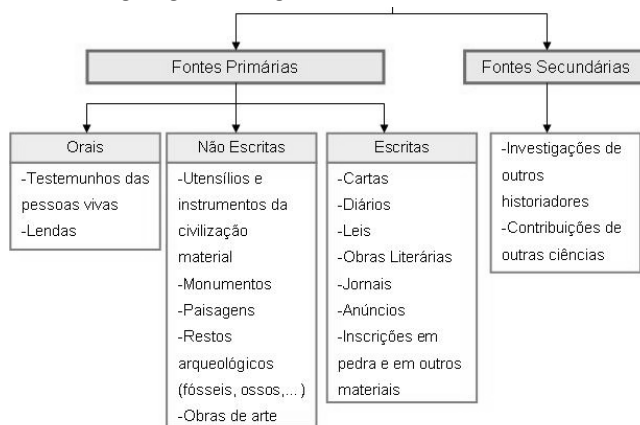 Fontes Primárias
Fontes Secundárias
Orais
-Testemunhos das
pessoas vivas
-Lendas
Não Escritas
-Utensílios e
instrumentos da
civilização
material
-Monumentos
-Paisagens
-Restos
arqueológicos
(fósseis, ossos,...)
-Obras de arte
Escritas
-Cartas
-Diários
-Leis
-Obras Literárias
-Jornais
-Anúncios
-Inscrições em
pedra e em outros
materiais
-Investigações de
outros
historiadores
-Contribuições de
outras ciências